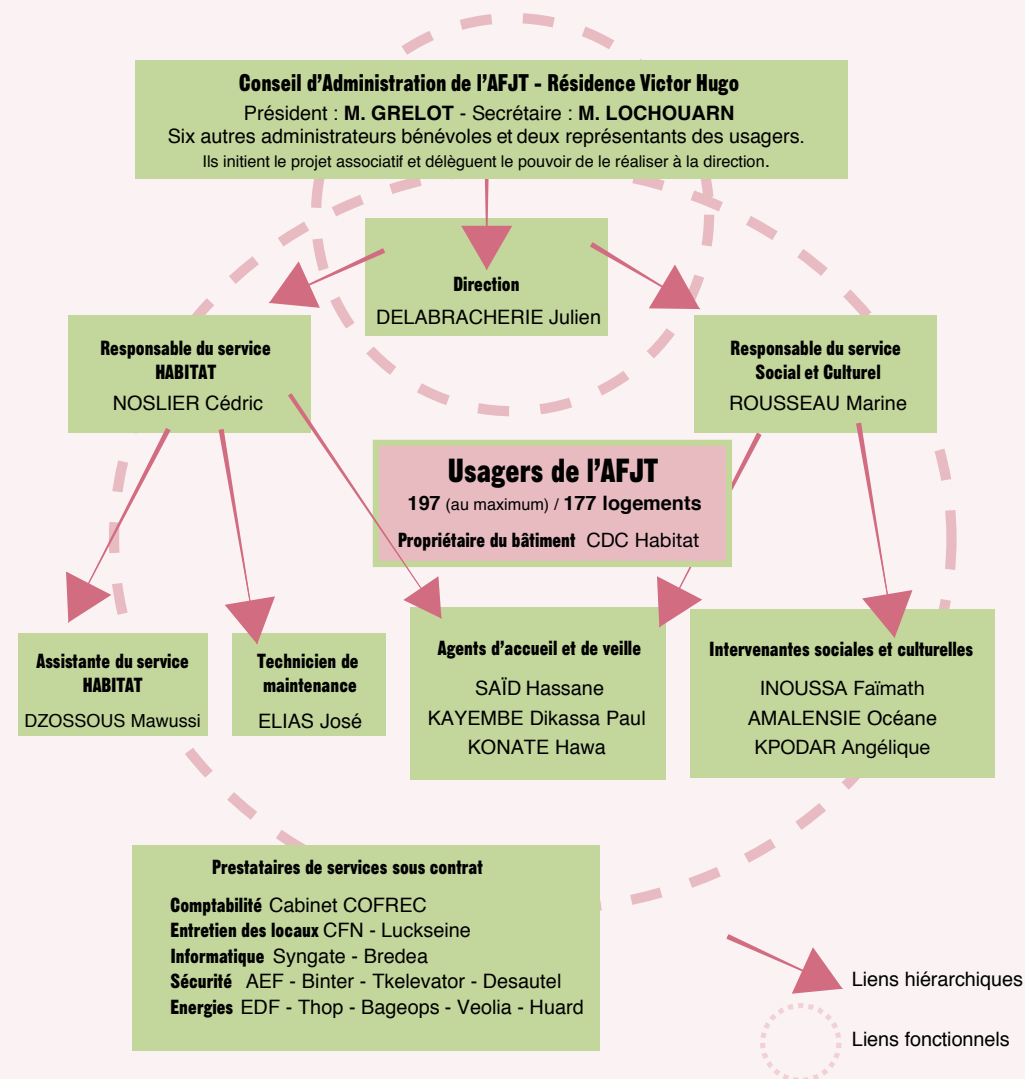 Conseil d'Administration de l'AFJT - Résidence Victor Hugo
Président : M. GRELOT - Secrétaire : M. LOCHOUARN
Six autres administrateurs bénévoles et deux représentants des usagers.
Ils initient le projet associatif et délèguent le pouvoir de le réaliser à la direction.
Direction
DELABRACHERIE Julien
Responsable du service
HABITAT
NOSLIER Cédric
Responsable du service
Social et Culturel
ROUSSEAU Marine
Usagers de l'AFJT
197 (au maximum) / 177 logements
Propriétaire du bâtiment CDC Habitat
Assistante du service
HABITAT
DZOSSOUS Mawussi
Technicien de
maintenance
ELIAS José
Agents d'accueil et de veille
SAÏD Hassane
KAYEMBE Dikassa Paul
KONATE Hawa
Intervenantes sociales et culturelles
INOUSSA Faïmath
AMALENSIE Océane
KPODAR Angélique
Prestataires de services sous contrat
Comptabilité Cabinet COFREC
Entretien des locaux CFN - Luckseine
Informatique Syngate - Bredea
Sécurité AEF - Binter - Tkelevator - Desautel
Energies EDF - Thop - Bageops - Veolia - Huard
Liens hiérarchiques
Liens fonctionnels